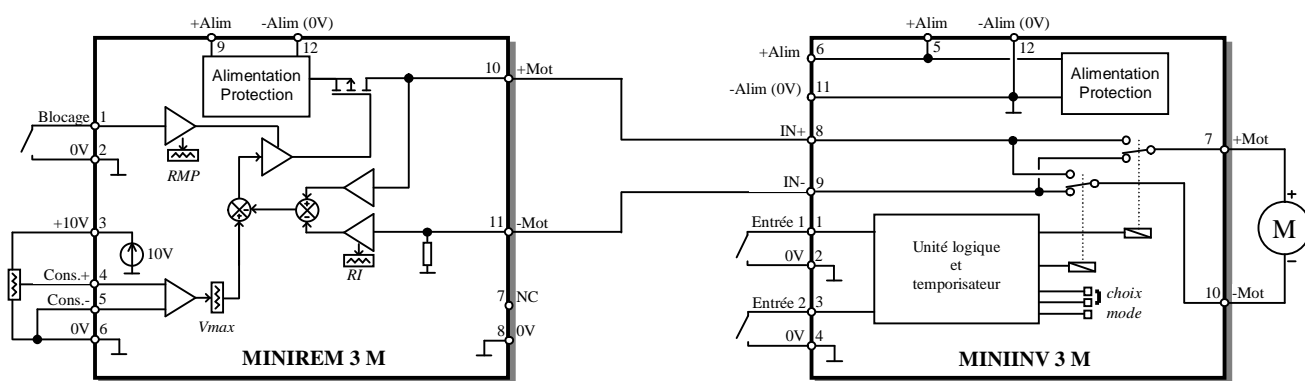 +Alim
-Alim (0V)
9
12
Alimentation
Protection
10
+Mot
Blocage
1
0V
2
RMP
+10V
3
10V
Cons.+
4
Cons.-
5
0V
6
Vmax
RI
11
-Mot
7
NC
8
0V
MINIREM 3 M
+Alim
-Alim (0V)
+Alim
6
5
12
-Alim (0V)
11
Alimentation
Protection
IN+
8
7
+Mot
IN-
9
Entrée 1
1
0V
2
Entrée 2
3
0V
4
Unité logique
et
temporisateur
choix
mode
+
M
–
10
-Mot
MINIINV 3 M